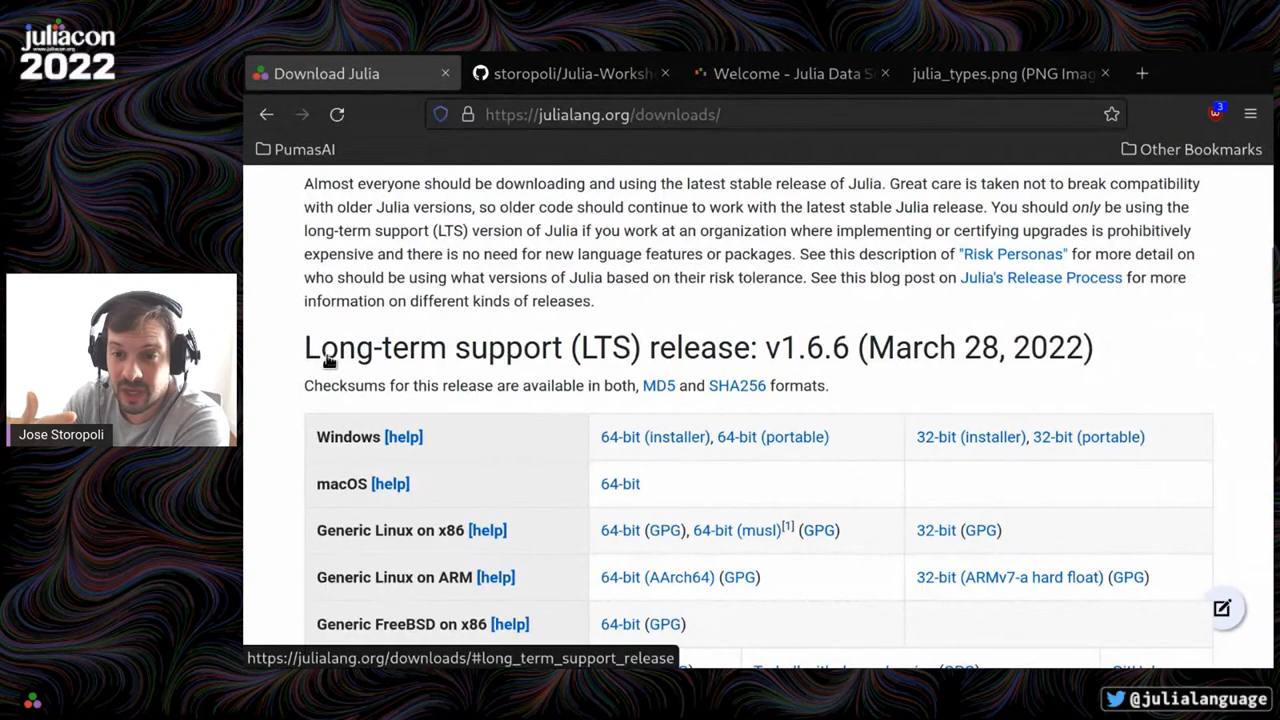 juliacon
www.juliacon.org
2022
Download Julia
storopoli/Julia-Worksh
Welcome - Julia Data S
julia_types.png (PNG Imag
https://julialang.org/downloads/
3
PumasAI
Other Bookmarks
Almost everyone should be downloading and using the latest stable release of Julia. Great care is taken not to break compatibility
with older Julia versions, so older code should continue to work with the latest stable Julia release. You should only be using the
long-term support (LTS) version of Julia if you work at an organization where implementing or certifying upgrades is prohibitively
expensive and there is no need for new language features or packages. See this description of "Risk Personas" for more detail on
who should be using what versions of Julia based on their risk tolerance. See this blog post on Julia's Release Process for more
information on different kinds of releases.
Long-term support (LTS) release: v1.6.6 (March 28, 2022)
Checksums for this release are available in both, MD5 and SHA256 formats.
Windows [help] 64-bit (installer), 64-bit (portable) 32-bit (installer), 32-bit (portable)
macOS [help] 64-bit
Generic Linux on x86 [help] 64-bit (GPG), 64-bit (musl)[1] (GPG) 32-bit (GPG)
Generic Linux on ARM [help] 64-bit (AArch64) (GPG) 32-bit (ARMv7-a hard float) (GPG)
Generic FreeBSD on x86 [help] 64-bit (GPG)
https://julialang.org/downloads/#long_term_support_release
Jose Storopoli
@julialanguage